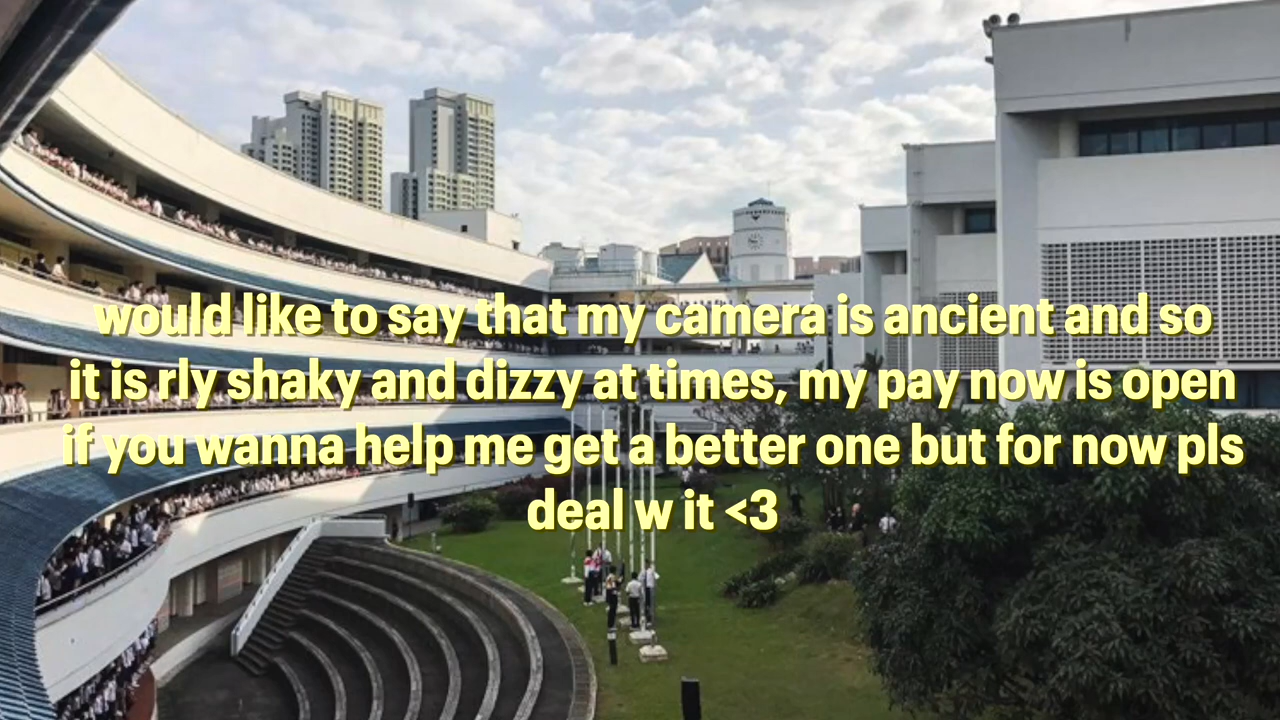 would like to say that my camera is ancient and so
it is rly shaky and dizzy at times, my pay now is open
if you wanna help me get a better one but for now pls
deal w it <3